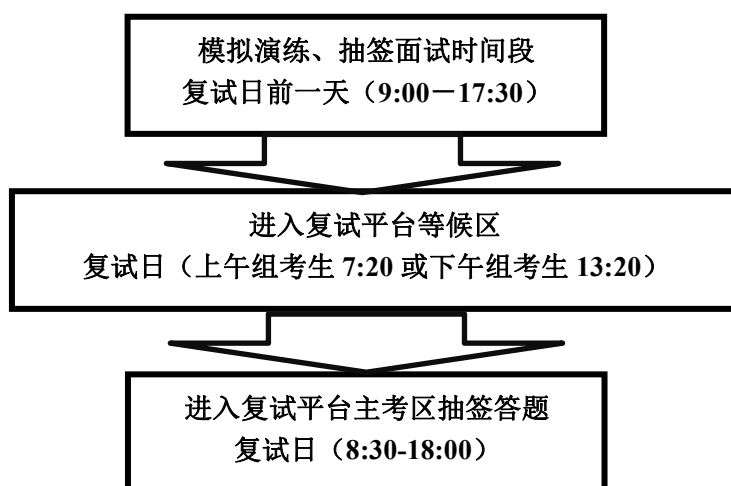 模拟演练、抽签面试时间段
复试日前一天（9:00－17:30）
进入复试平台等候区
复试日（上午组考生 7:20 或下午组考生 13:20）
进入复试平台主考区抽签答题
复试日（8:30-18:00）